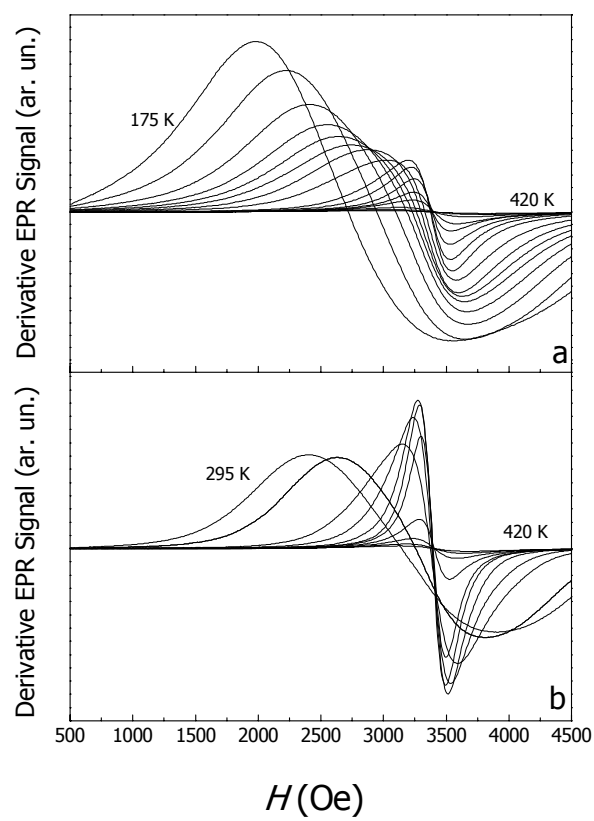 Derivative EPR Signal (ar. un.)
175 K
420 K
a
Derivative EPR Signal (ar. un.)
295 K
420 K
b
500 1000 1500 2000 2500 3000 3500 4000 4500
H (Oe)